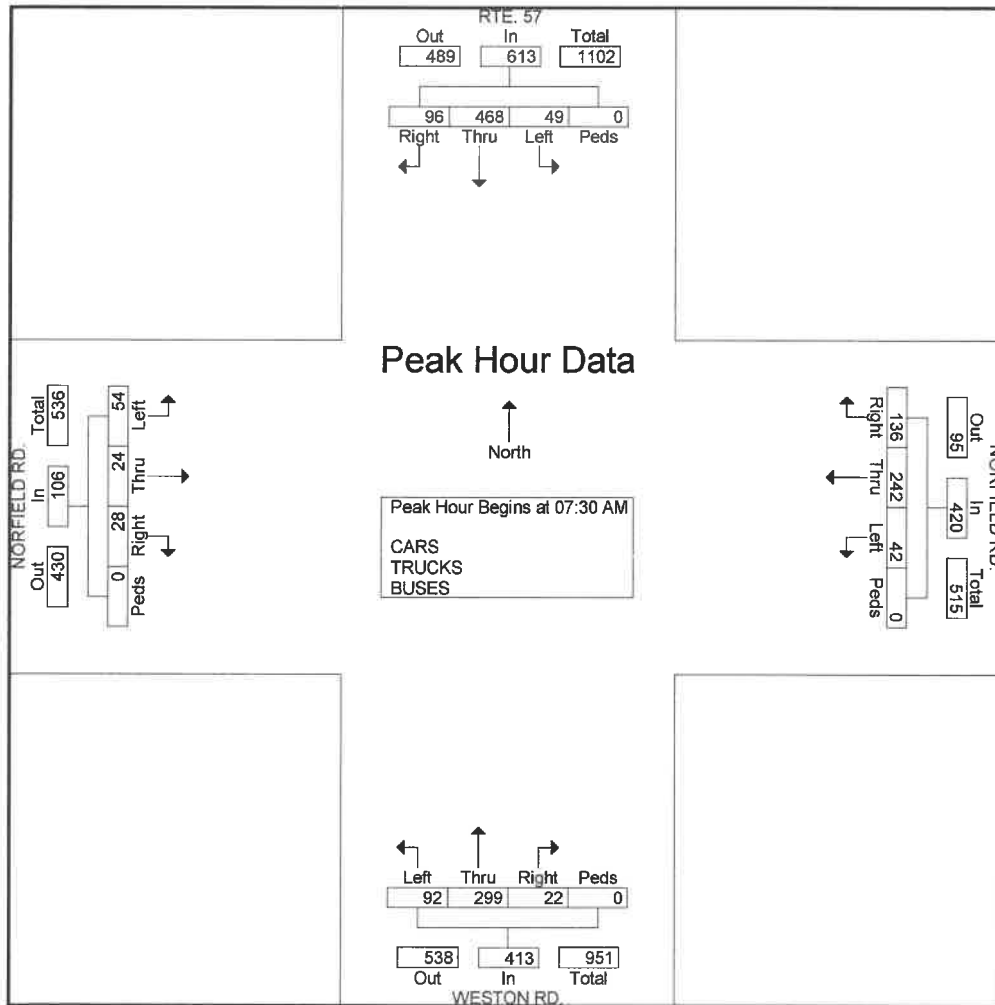 RTE. 57
Out In Total
489 613 1102
96 468 49 0
Right Thru Left Peds
Peak Hour Data
North
Peak Hour Begins at 07:30 AM
CARS
TRUCKS
BUSES
NORFIELD RD.
Out In Total
430 106 536
54 24 28 0
Left Thru Right Peds
NORFIELD RD.
Out In Total
95 420 515
136 242 42 0
Right Thru Left Peds
Left Thru Right Peds
92 299 22 0
538 413 951
Out In Total
WESTON RD.